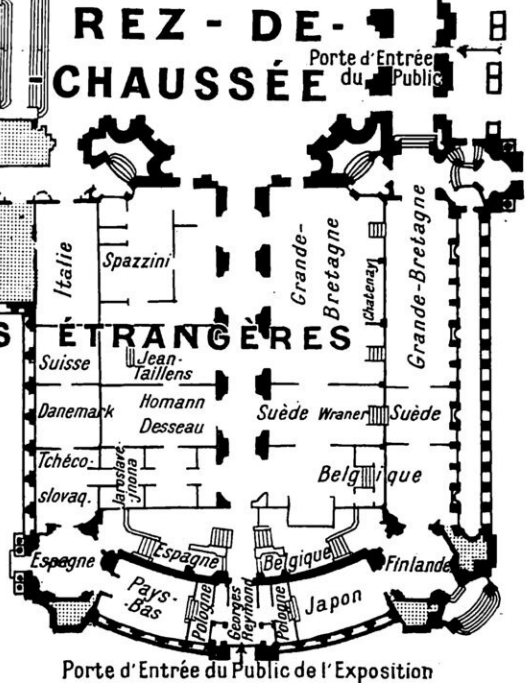 REZ-DE-
CHAUSSÉE
Porte d'Entrée
du Public
Italie
Spazzini
Grande-
Bretagne
Chatenay
Grande-Bretagne
S ÉTRANGÈRES
Suisse
Jean-
Taillens
Danemark
Homann
Desseau
Suède
Wraner
Suède
Tchéco-
slovaq.
Jaroslave-
Belgique
Espagne
Espagne
Belgique
Finlande
Pays-
-Bas
Pologne
Georges
Reymond
Pologne
Japon
Porte d'Entrée du Public de l'Exposition